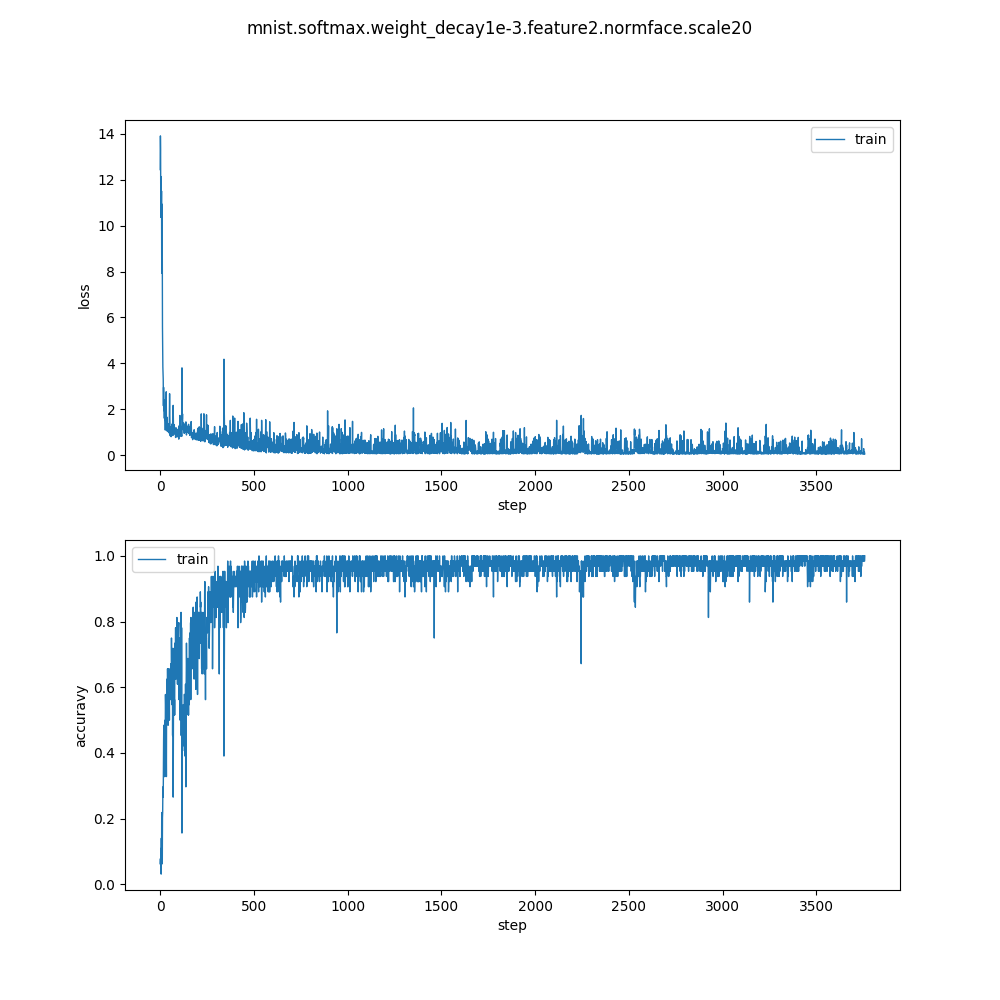 mnist.softmax.weight_decay1e-3.feature2.normface.scale20
14
12
10
8
6
4
2
0
loss
train
0 500 1000 1500 2000 2500 3000 3500
step
1.0
0.8
0.6
0.4
0.2
0.0
accuravy
train
0 500 1000 1500 2000 2500 3000 3500
step